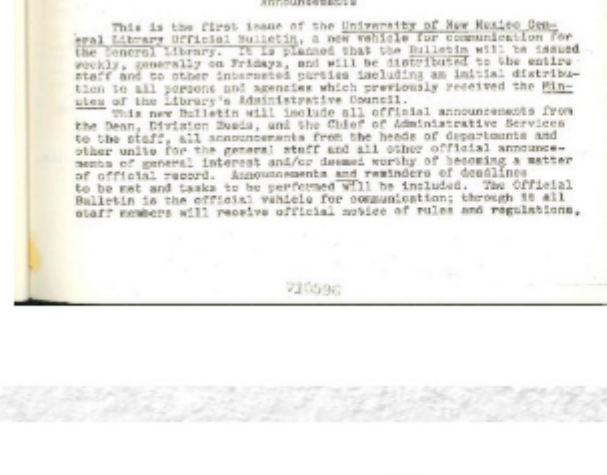 Announcements
This is the first issue of the University of New Mexico Gen-
eral Library Official Bulletin, a new vehicle for communication for
the General Library. It is planned that the Bulletin will be issued
weekly, generally on Fridays, and will be distributed to the entire
staff and to other interested parties including an initial distribu-
tion to all persons and agencies which previously received the Min-
utes of the Library's Administrative Council.
This new Bulletin will include all official announcements from
the Dean, Division Heads, and the Chief of Administrative Services
to the staff, all announcements from the heads of departments and
other units for the general staff and all other official announce-
ments of general interest and/or deemed worthy of becoming a matter
of official record. Announcements and reminders of deadlines
to be met and tasks to be performed will be included. The Official
Bulletin is the official vehicle for communication; through it all
staff members will receive official notice of rules and regulations.